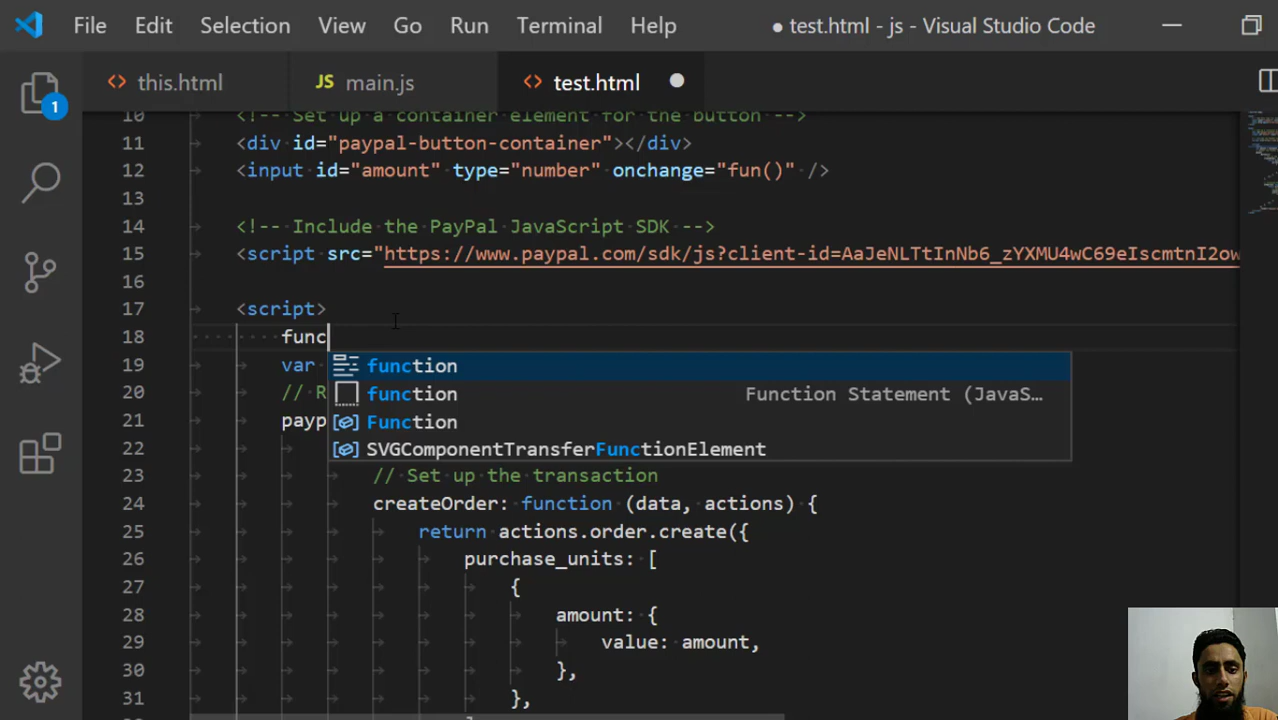 File Edit Selection View Go Run Terminal Help ● test.html - js - Visual Studio Code
<> this.html JS main.js <> test.html
1
10 <!-- Set up a container element for the button -->
11 <div id="paypal-button-container"></div>
12 <input id="amount" type="number" onchange="fun()" />
13
14 <!-- Include the PayPal JavaScript SDK -->
15 <script src="https://www.paypal.com/sdk/js?client-id=AaJeNLTtInNb6_zYXMU4wC69eIscmtnI2ow
16
17 <script>
18 func
19 var function
20 // R function Function Statement (JavaS...
21 payp Function
22 SVGComponentTransferFunctionElement
23 // Set up the transaction
24 createOrder: function (data, actions) {
25 return actions.order.create({
26 purchase_units: [
27 {
28 amount: {
29 value: amount,
30 },
31 },